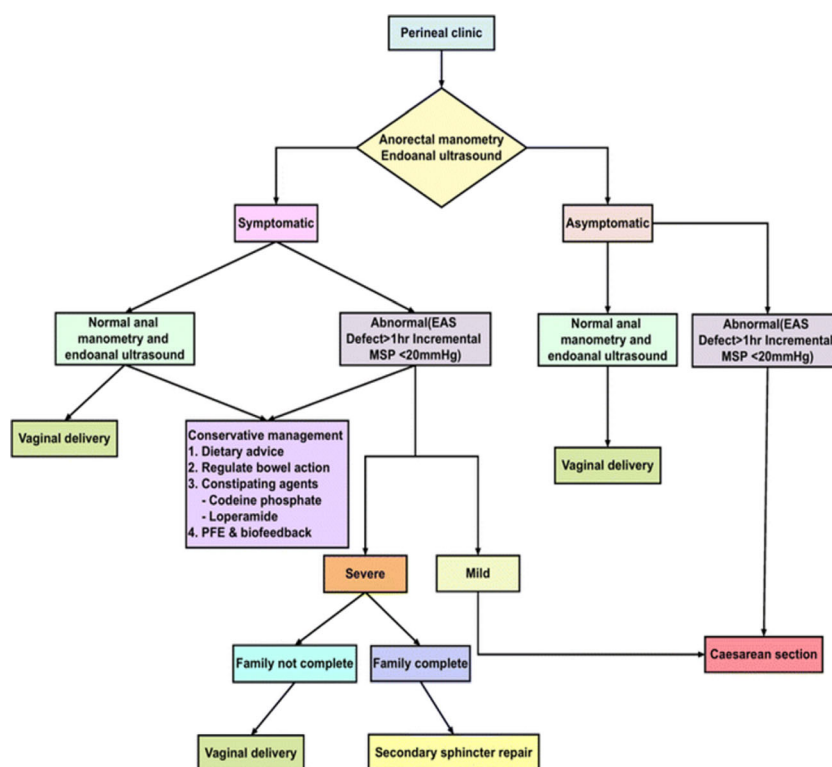 Perineal clinic
Anorectal manometry
Endoanal ultrasound
Symptomatic
Asymptomatic
Normal anal
manometry and
endoanal ultrasound
Abnormal(EAS
Defect>1hr Incremental
MSP <20mmHg)
Normal anal
manometry and
endoanal ultrasound
Abnormal(EAS
Defect>1hr Incremental
MSP <20mmHg)
Vaginal delivery
Conservative management
1. Dietary advice
2. Regulate bowel action
3. Constipating agents
- Codeine phosphate
- Loperamide
4. PFE & biofeedback
Vaginal delivery
Severe
Mild
Family not complete
Family complete
Caesarean section
Vaginal delivery
Secondary sphincter repair